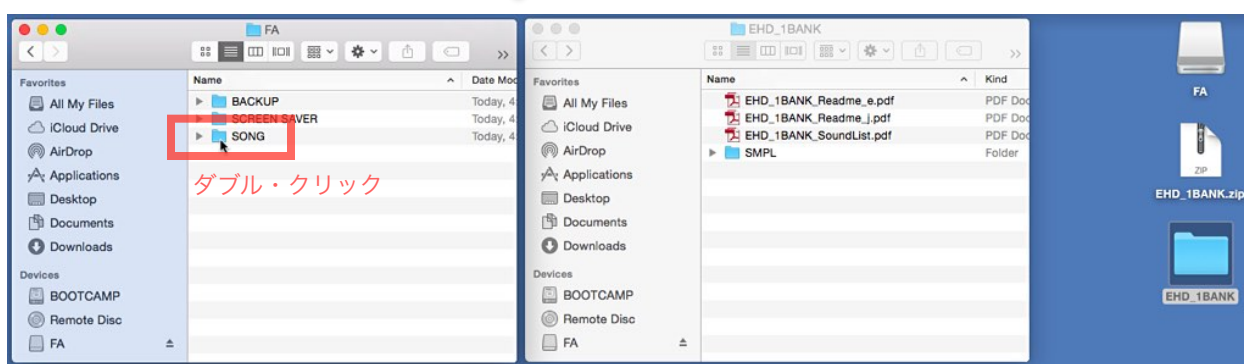 FA
Favorites
All My Files
iCloud Drive
AirDrop
Applications
Desktop
Documents
Downloads
Devices
BOOTCAMP
Remote Disc
FA
Name
Date Mod
BACKUP
Today, 4:
SCREEN SAVER
Today, 4:
SONG
Today, 4:
ダブル・クリック
EHD_1BANK
Favorites
All My Files
iCloud Drive
AirDrop
Applications
Desktop
Documents
Downloads
Devices
BOOTCAMP
Remote Disc
FA
Name
Kind
EHD_1BANK_Readme_e.pdf
PDF Doc
EHD_1BANK_Readme_j.pdf
PDF Doc
EHD_1BANK_SoundList.pdf
PDF Doc
SMPL
Folder
FA
ZIP
EHD_1BANK.zip
EHD_1BANK